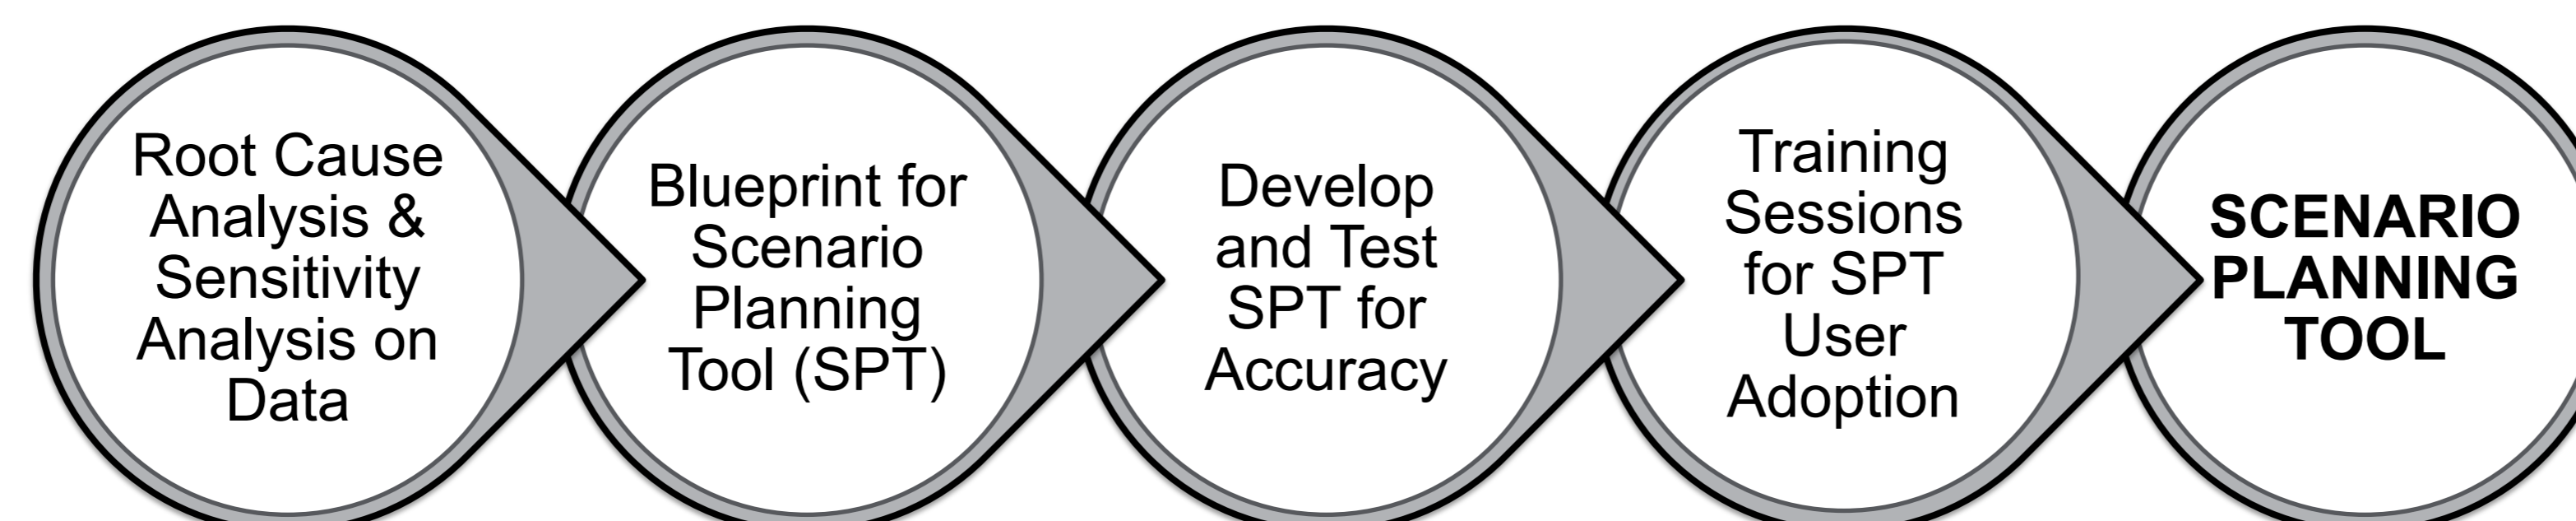 Root Cause
Analysis &
Sensitivity
Analysis on
Data
Blueprint for
Scenario
Planning
Tool (SPT)
Develop
and Test
SPT for
Accuracy
Training
Sessions
for SPT
User
Adoption
SCENARIO
PLANNING
TOOL